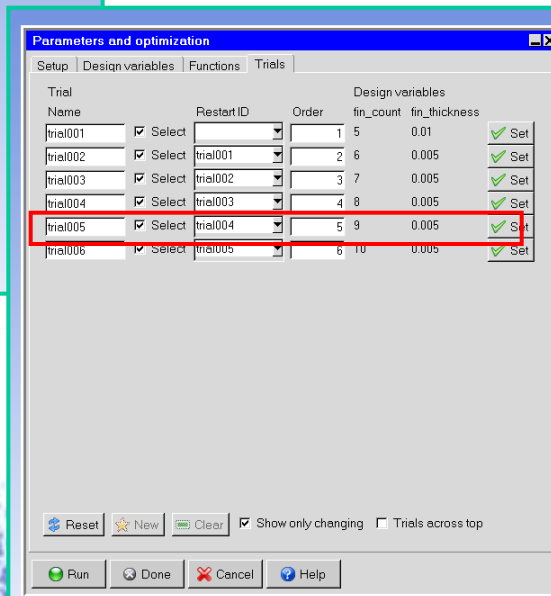 Parameters and optimization
Setup Design variables Functions Trials
Trial Design variables
Name Restart ID Order fin_count fin_thickness
trial001 Select 1 5 0.01 Set
trial002 Select trial001 2 6 0.005 Set
trial003 Select trial002 3 7 0.005 Set
trial004 Select trial003 4 8 0.005 Set
trial005 Select trial004 5 9 0.005 Set
trial006 Select trial005 6 10 0.005 Set
Reset New Clear Show only changing Trials across top
Run Done Cancel Help